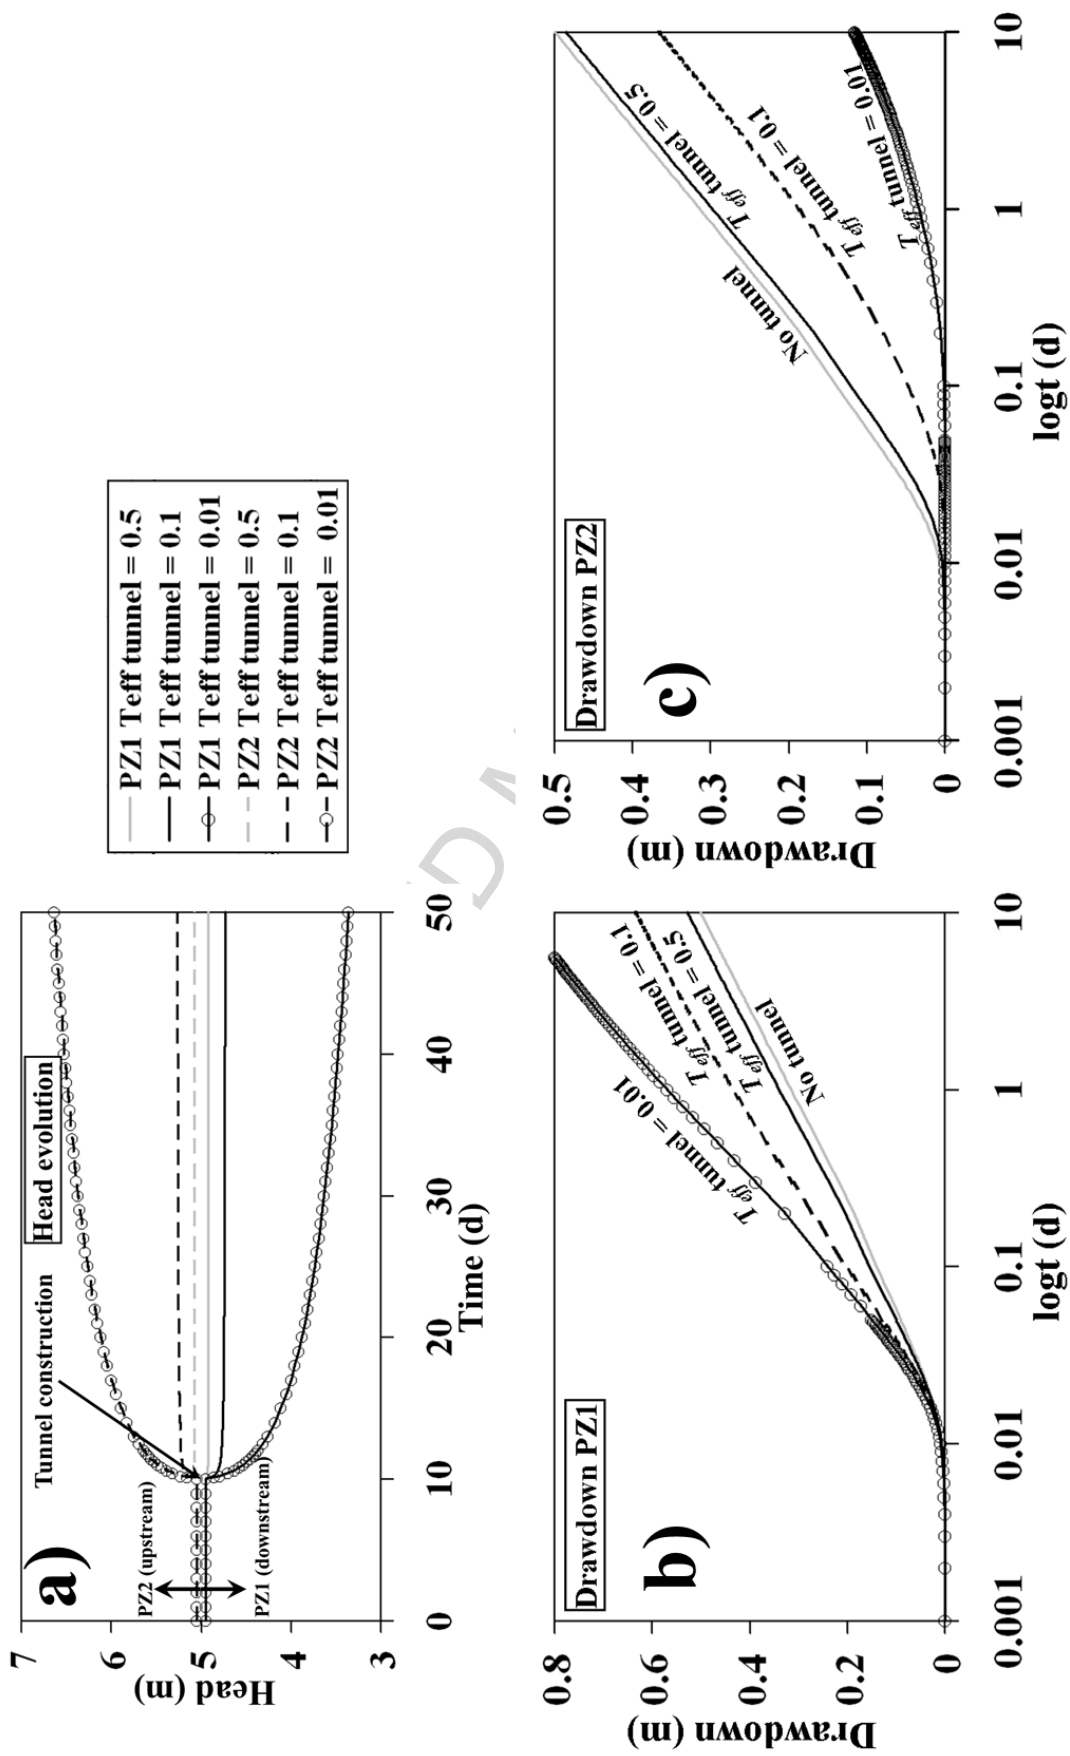 a)
Head evolution
Tunnel construction
PZ2 (upstream)
PZ1 (downstream)
Head (m)
7
6
5
4
3
0
10
20
30
40
50
Time (d)
PZ1 Teff tunnel = 0.5
PZ1 Teff tunnel = 0.1
PZ1 Teff tunnel = 0.01
PZ2 Teff tunnel = 0.5
PZ2 Teff tunnel = 0.1
PZ2 Teff tunnel = 0.01
Drawdown PZ1
b)
Drawdown (m)
0.8
0.6
0.4
0.2
0
0.001
0.01
0.1
1
10
logt (d)
Teff tunnel = 0.01
Teff tunnel = 0.1
Teff tunnel = 0.5
No tunnel
Drawdown PZ2
c)
Drawdown (m)
0.5
0.4
0.3
0.2
0.1
0
0.001
0.01
0.1
1
10
logt (d)
No tunnel
Teff tunnel = 0.5
Teff tunnel = 0.1
Teff tunnel = 0.01